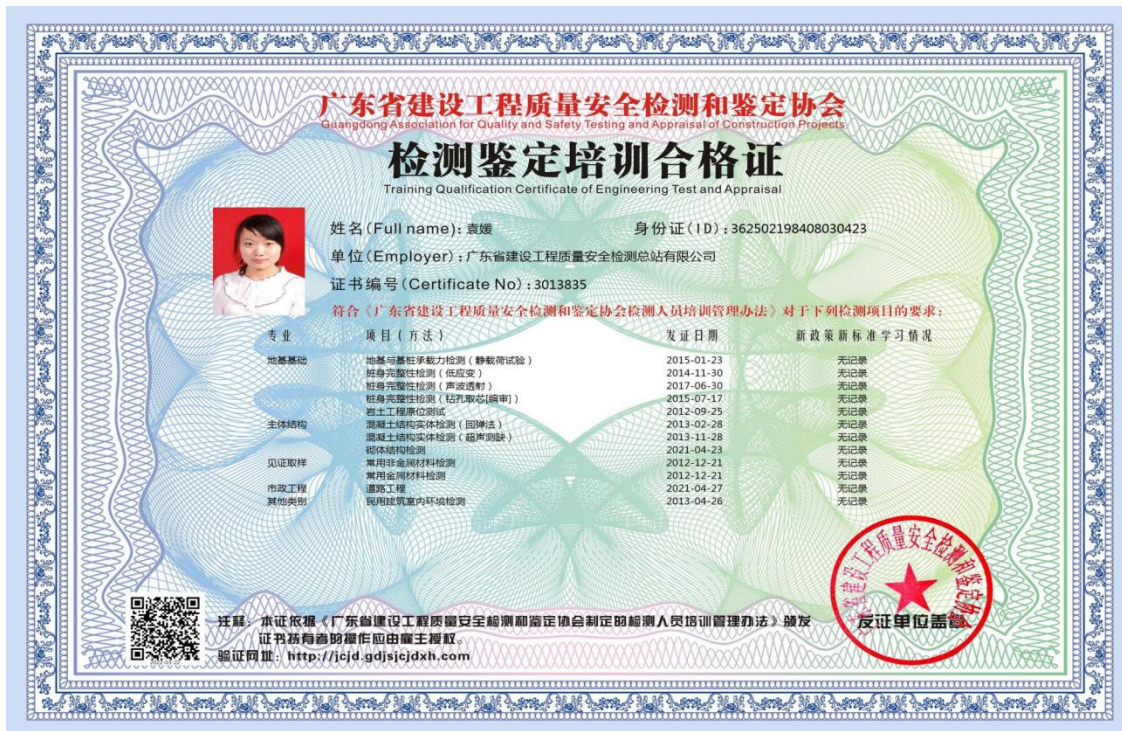 广东省建设工程质量安全检测和鉴定协会
Guangdong Association for Quality and Safety Testing and Appraisal of Construction Projects
检测鉴定培训合格证
Training Qualification Certificate of Engineering Test and Appraisal
姓名(Full name):袁媛 身份证(ID):362502198408030423
单位(Employer):广东省建设工程质量安全检测总站有限公司
证书编号(Certificate No):3013835
符合《广东省建设工程质量安全检测和鉴定协会检测人员培训管理办法》对于下列检测项目的要求:
专业 项目(方法) 发证日期 新政策新标准学习情况
地基基础 地基与基桩承载力检测(静载荷试验) 2015-01-23 无记录
桩身完整性检测(低应变) 2014-11-30 无记录
桩身完整性检测(声波透射) 2017-06-30 无记录
桩身完整性检测(钻孔取芯[编审]) 2015-07-17 无记录
岩土工程原位测试 2012-09-25 无记录
主体结构 混凝土结构实体检测(回弹法) 2013-02-28 无记录
混凝土结构实体检测(超声测缺) 2013-11-28 无记录
砌体结构检测 2021-04-23 无记录
见证取样 常用非金属材料检测 2012-12-21 无记录
常用金属材料检测 2012-12-21 无记录
市政工程 道路工程 2021-04-27 无记录
其他类别 民用建筑室内环境检测 2013-04-26 无记录
注释:本证依据《广东省建设工程质量安全检测和鉴定协会制定的检测人员培训管理办法》颁发
证书持有者的操作应由雇主授权。
验证网址:http://jcjd.gdjsjcjdxh.com
广东省建设工程质量安全检测和鉴定协会
发证单位盖章